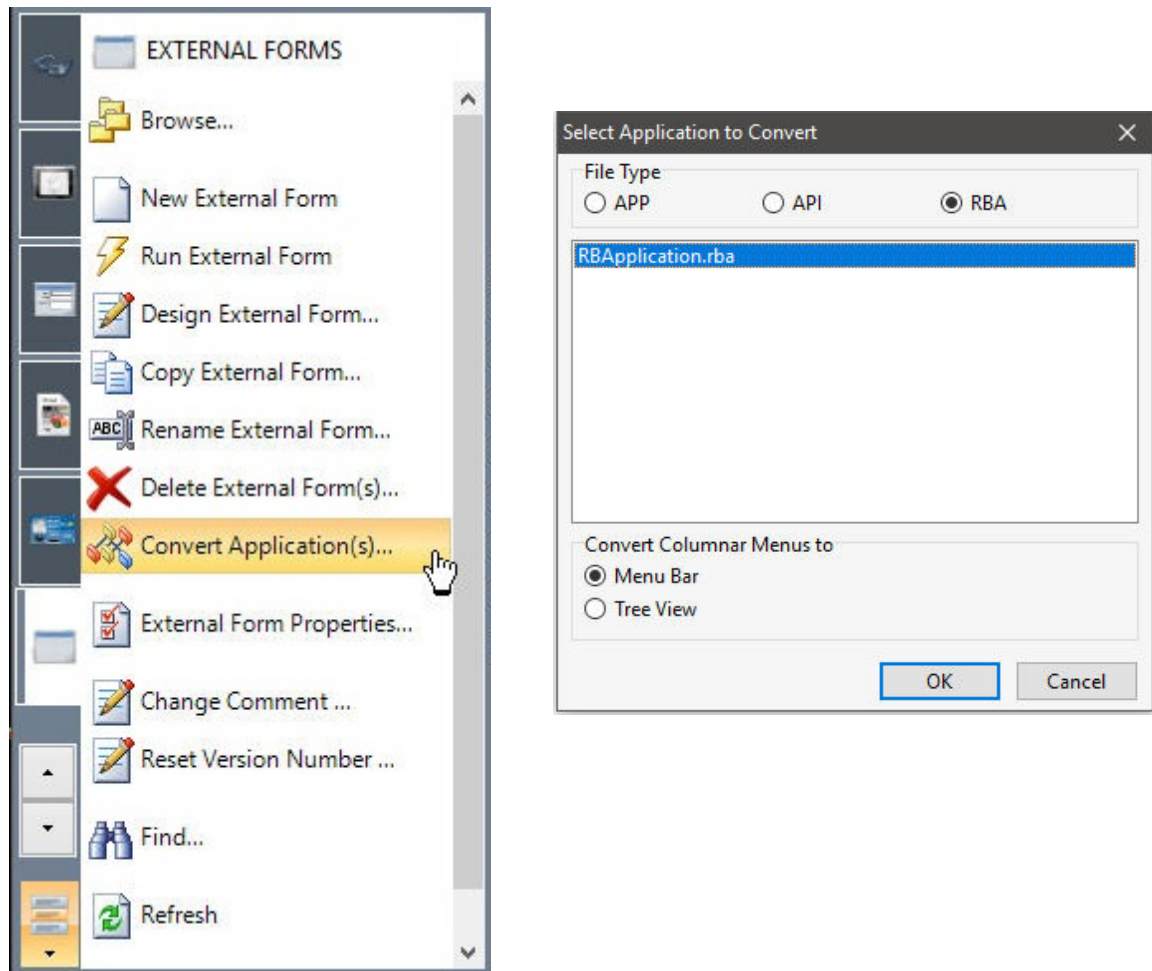 EXTERNAL FORMS
Browse...
New External Form
Run External Form
Design External Form...
Copy External Form...
ABC Rename External Form...
Delete External Form(s)...
Convert Application(s)...
External Form Properties...
Change Comment ...
Reset Version Number ...
Find...
Refresh
Select Application to Convert
File Type
APP API RBA
RBApplication.rba
Convert Columnar Menus to
Menu Bar
Tree View
OK Cancel